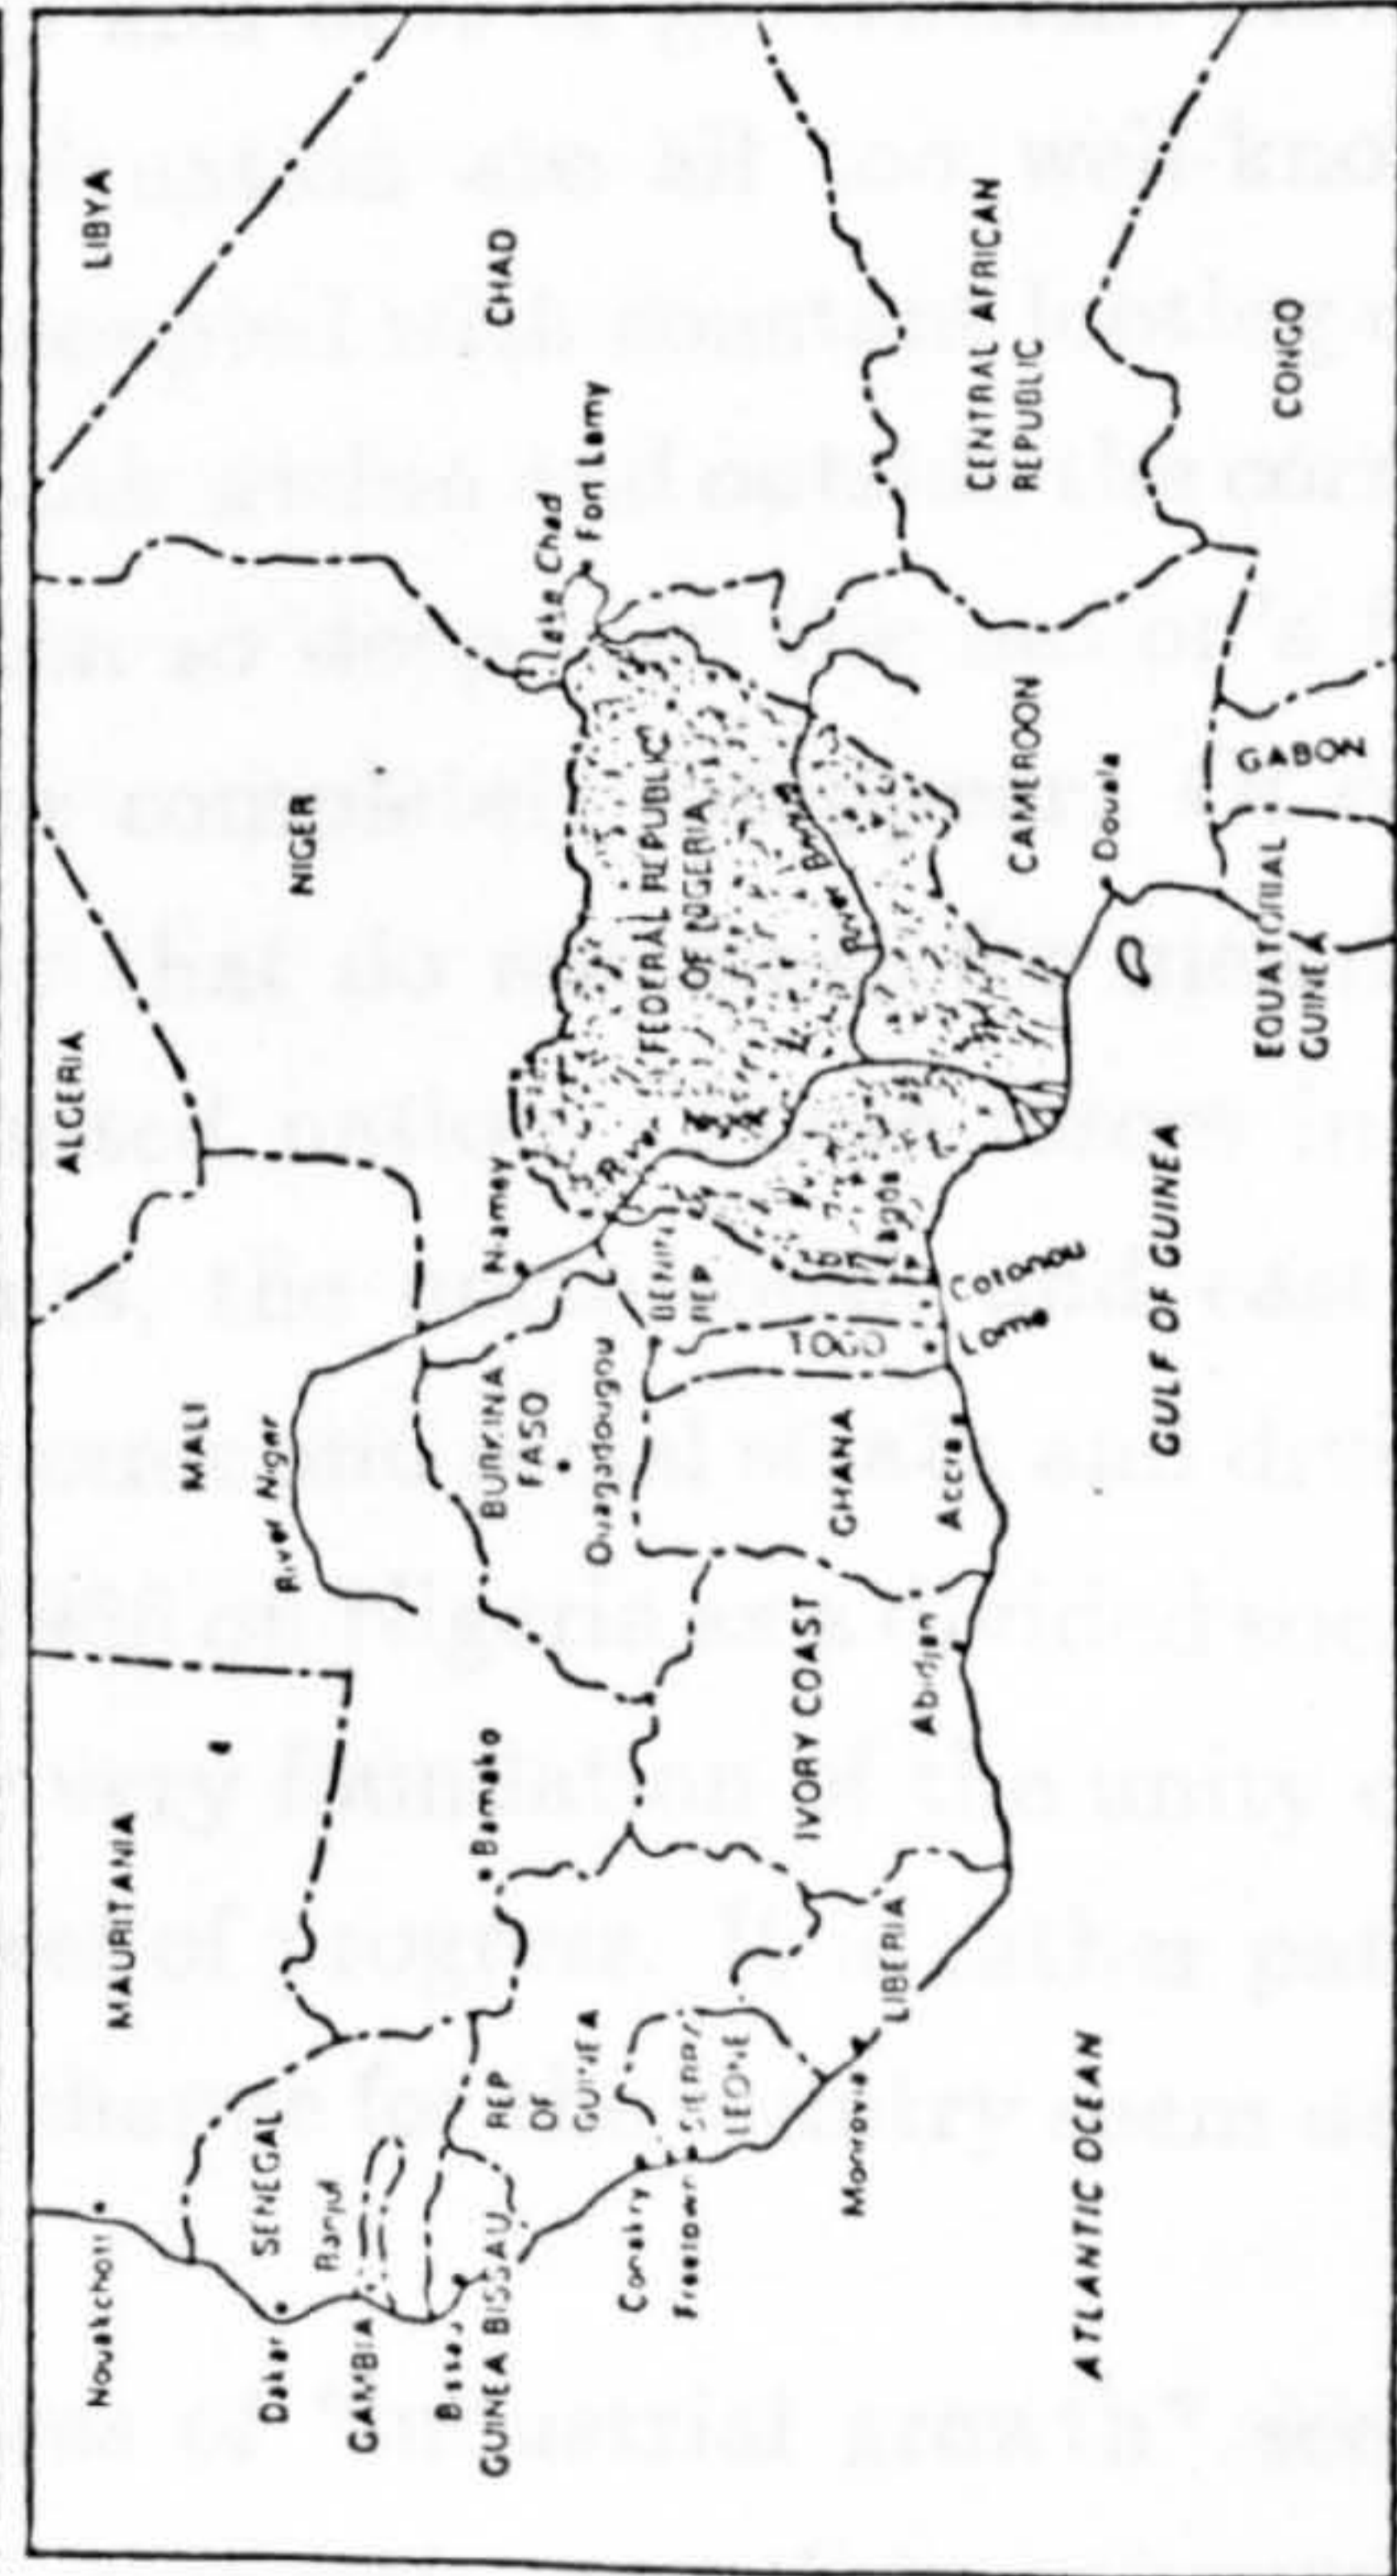 LIBYA
ALGERIA
MALI
MAURITANIA
Nouakchott
CHAD
NIGER
River Niger
Lake Chad
Fort Lamy
Niamey
BURKINA
FASO
Ouagadougou
Bamako
SENEGAL
Banjul
Dakar
GAMBIA
Bissau
GUINEA BISSAU
REP
OF
GUINEA
Conakry
Freetown
SIERRA
LEONE
Monrovia
LIBERIA
IVORY COAST
Abidjan
GHANA
Accra
TOGO
BENIN
REP.
Lome
Lagos
FEDERAL REPUBLIC
OF NIGERIA
River Benue
CENTRAL AFRICAN
REPUBLIC
CAMEROON
Douala
CONGO
GABON
EQUATORIAL
GUINEA
GULF OF GUINEA
ATLANTIC OCEAN